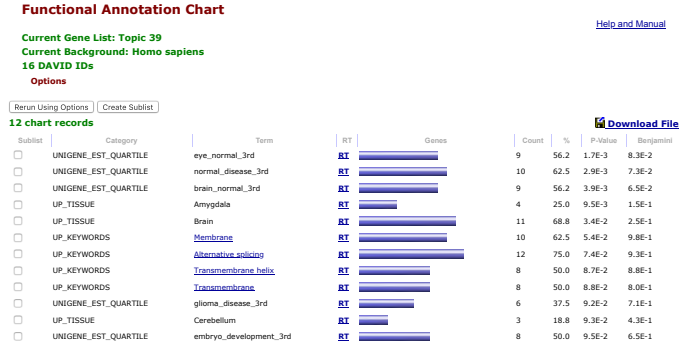 Functional Annotation Chart
Help and Manual
Current Gene List: Topic 39
Current Background: Homo sapiens
16 DAVID IDs
Options
Rerun Using Options Create Sublist
12 chart records Download File
Sublist Category Term RT Genes Count % P-Value Benjamini
UNIGENE_EST_QUARTILE eye_normal_3rd RT 9 56.2 1.7E-3 8.3E-2
UNIGENE_EST_QUARTILE normal_disease_3rd RT 10 62.5 2.9E-3 7.3E-2
UNIGENE_EST_QUARTILE brain_normal_3rd RT 9 56.2 3.9E-3 6.5E-2
UP_TISSUE Amygdala RT 4 25.0 9.5E-3 1.5E-1
UP_TISSUE Brain RT 11 68.8 3.4E-2 2.5E-1
UP_KEYWORDS Membrane RT 10 62.5 5.4E-2 9.8E-1
UP_KEYWORDS Alternative splicing RT 12 75.0 7.4E-2 9.3E-1
UP_KEYWORDS Transmembrane helix RT 8 50.0 8.7E-2 8.8E-1
UP_KEYWORDS Transmembrane RT 8 50.0 8.8E-2 8.0E-1
UNIGENE_EST_QUARTILE glioma_disease_3rd RT 6 37.5 9.2E-2 7.1E-1
UP_TISSUE Cerebellum RT 3 18.8 9.3E-2 4.3E-1
UNIGENE_EST_QUARTILE embryo_development_3rd RT 8 50.0 9.5E-2 6.5E-1